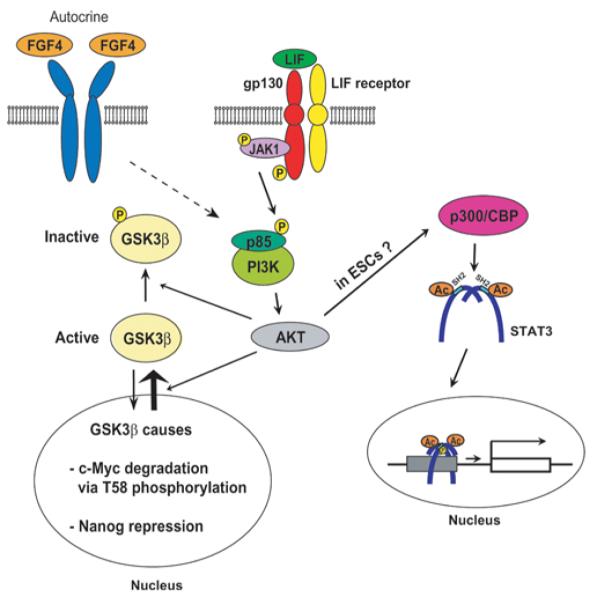 Autocrine
FGF4 FGF4
LIF
gp130 LIF receptor
P
JAK1
P
P
p85
PI3K
P
Inactive GSK3β
Active GSK3β
AKT
in ESCs ?
p300/CBP
Ac SH2 SH2 Ac
STAT3
GSK3β causes
- c-Myc degradation
via T58 phosphorylation
- Nanog repression
Nucleus
Ac Ac
Nucleus